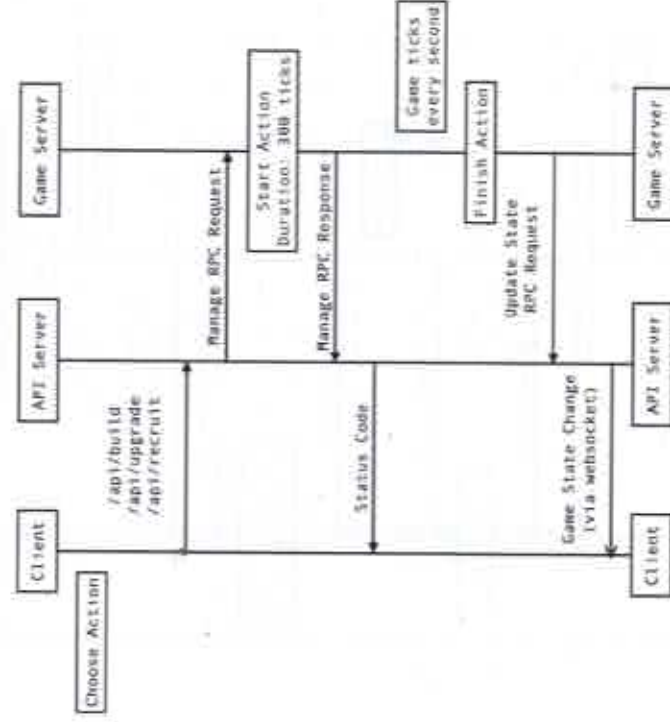 Client
API Server
Game Server
Choose Action
/api/build
/api/upgrade
/api/recruit
Manage RPC Request
Start Action
Duration: 300 ticks
Manage RPC Response
Status Code
Game ticks
every second
Finish Action
Update State
RPC Request
Game State Change
(via websocket)
Client
API Server
Game Server